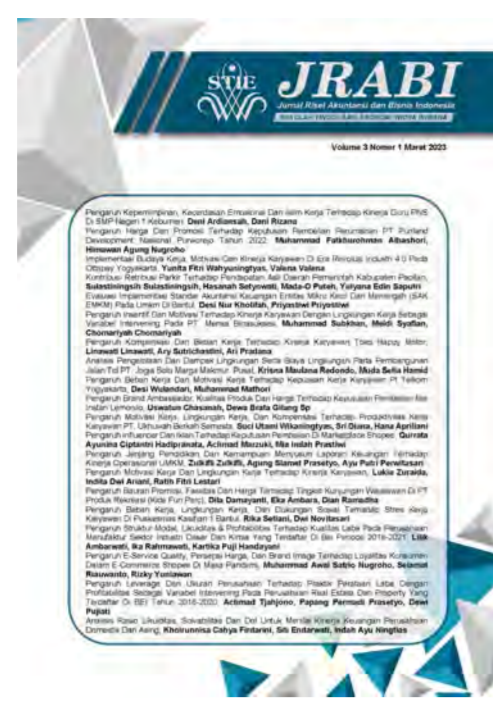 STIE
JRABI
Jurnal Riset Akuntansi dan Bisnis Indonesia
SEKOLAH TINGGI ILMU EKONOMI WIDYA WIWAHA
Volume 3 Nomer 1 Maret 2023
Pengaruh Kepemimpinan, Kecerdasan Emosional Dan Iklim Kerja Terhadap Kinerja Guru PNS
Di SMP Negeri 1 Kebumen. Deni Ardiansah, Dani Rizana
Pengaruh Harga Dan Promosi Terhadap Keputusan Pembelian Perumahan PT Puriland
Development Nasional Purworejo Tahun 2022. Muhammad Fatkhurohman Albashori,
Himawan Agung Nugroho
Implementasi Budaya Kerja, Motivasi Dan Kinerja Karyawan Di Era Revolusi Industri 4.0 Pada
Yogyakarta. Yunita Fitri Wahyuningtyas, Valena Valena
Kontribusi Retribusi Parkir Terhadap Pendapatan Asli Daerah Pemerintah Kabupaten Pacitan,
Sulastiningsih Sulastiningsih, Hasanah Setyowati, Mada-O Puteh, Yulyana Edin Saputri
Evaluasi Implementasi Standar Akuntansi Keuangan Entitas Mikro Kecil Dan Menengah (SAK
EMKM) Pada Umkm Di Bantul. Desi Nur Kholifah, Priyastiwi Priyastiwi
Pengaruh Insentif Dan Motivasi Terhadap Kinerja Karyawan Dengan Lingkungan Kerja Sebagai
Variabel Intervening Pada PT. Mensa Binasukses. Muhammad Subkhan, Meidi Syaflan,
Chomariyah Chomariyah
Pengaruh Kompensasi Dan Beban Kerja Terhadap Kinerja Karyawan Toko Happy Motor,
Linawati Linawati, Ary Sutrichastini, Ari Pradana
Analisis Pengelolaan Dan Dampak Lingkungan Serta Biaya Lingkungan Pada Pembangunan
Jalan Tol PT. Jogja Solo Marga Makmur. Pusat, Krisna Maulana Redondo, Muda Setia Hamid
Pengaruh Beban Kerja Dan Motivasi Kerja Terhadap Kepuasan Kerja Karyawan Pt Telkom
Yogyakarta, Desi Wulandari, Muhammad Mathori
Pengaruh Brand Ambassador, Kualitas Produk Dan Harga Terhadap Keputusan Pembelian Mie
Instan Lemonilo, Uswatun Chasanah, Dewa Brata Gilang Sp
Pengaruh Motivasi Kerja, Lingkungan Kerja, Dan Kompensasi Terhadap Produktivitas Kerja
Karyawan PT. Ukhuwah Berkah Semesta. Suci Utami Wikaningtyas, Sri Diana, Hana Apriliani
Pengaruh Influencer Dan Iklan Terhadap Keputusan Pembelian Di Marketplace Shopee. Qurrata
Ayunina Ciptantri Hadipranata, Achmad Marzuki, Mia Indah Prastiwi
Pengaruh Jenjang Pendidikan Dan Kemampuan Menyusun Laporan Keuangan Terhadap
Kinerja Operasional UMKM, Zulkifli Zulkifli, Agung Slamet Prasetyo, Ayu Putri Perwitasari
Pengaruh Motivasi Kerja Dan Lingkungan Kerja Terhadap Kinerja Karyawan, Lukia Zuraida,
Indita Dwi Ariani, Ratih Fitri Lestari
Pengaruh Bauran Promosi, Fasilitas Dan Harga Terhadap Tingkat Kunjungan Wisatawan Di PT
Produk Rekreasi (Kids Fun Parc), Dila Damayanti, Eka Ambara, Dian Ramadha
Pengaruh Beban Kerja, Lingkungan Kerja, Dan Dukungan Sosial Terhadap Stres Kerja
Karyawan Di Puskesmas Kasihan 1 Bantul. Rika Setiani, Dwi Novitasari
Pengaruh Struktur Modal, Likuiditas & Profitabilitas Terhadap Kualitas Laba Pada Perusahaan
Manufaktur Sektor Industri Dasar Dan Kimia Yang Terdaftar Di Bei Periode 2018-2021. Lilik
Ambarwati, Ika Rahmawati, Kartika Puji Handayani
Pengaruh E-Service Quality, Persepsi Harga, Dan Brand Image Terhadap Loyalitas Konsumen
Dalam E-Commerce Shopee Di Masa Pandemi, Muhammad Awal Satrio Nugroho, Selamat
Riauwanto, Rizky Yuniawan
Pengaruh Leverage Dan Ukuran Perusahaan Terhadap Praktik Perataan Laba Dengan
Profitabilitas Sebagai Variabel Intervening Pada Perusahaan Real Estate Dan Property Yang
Terdaftar Di BEI Tahun 2016-2020. Achmad Tjahjono, Papang Permadi Prasetyo, Dewi
Pujiati
Analisis Rasio Likuiditas, Solvabilitas Dan Dol Untuk Menilai Kinerja Keuangan Perusahaan
Domestik Dan Asing, Khoirunnisa Cahya Firdarini, Siti Endarwati, Indah Ayu Ningtias